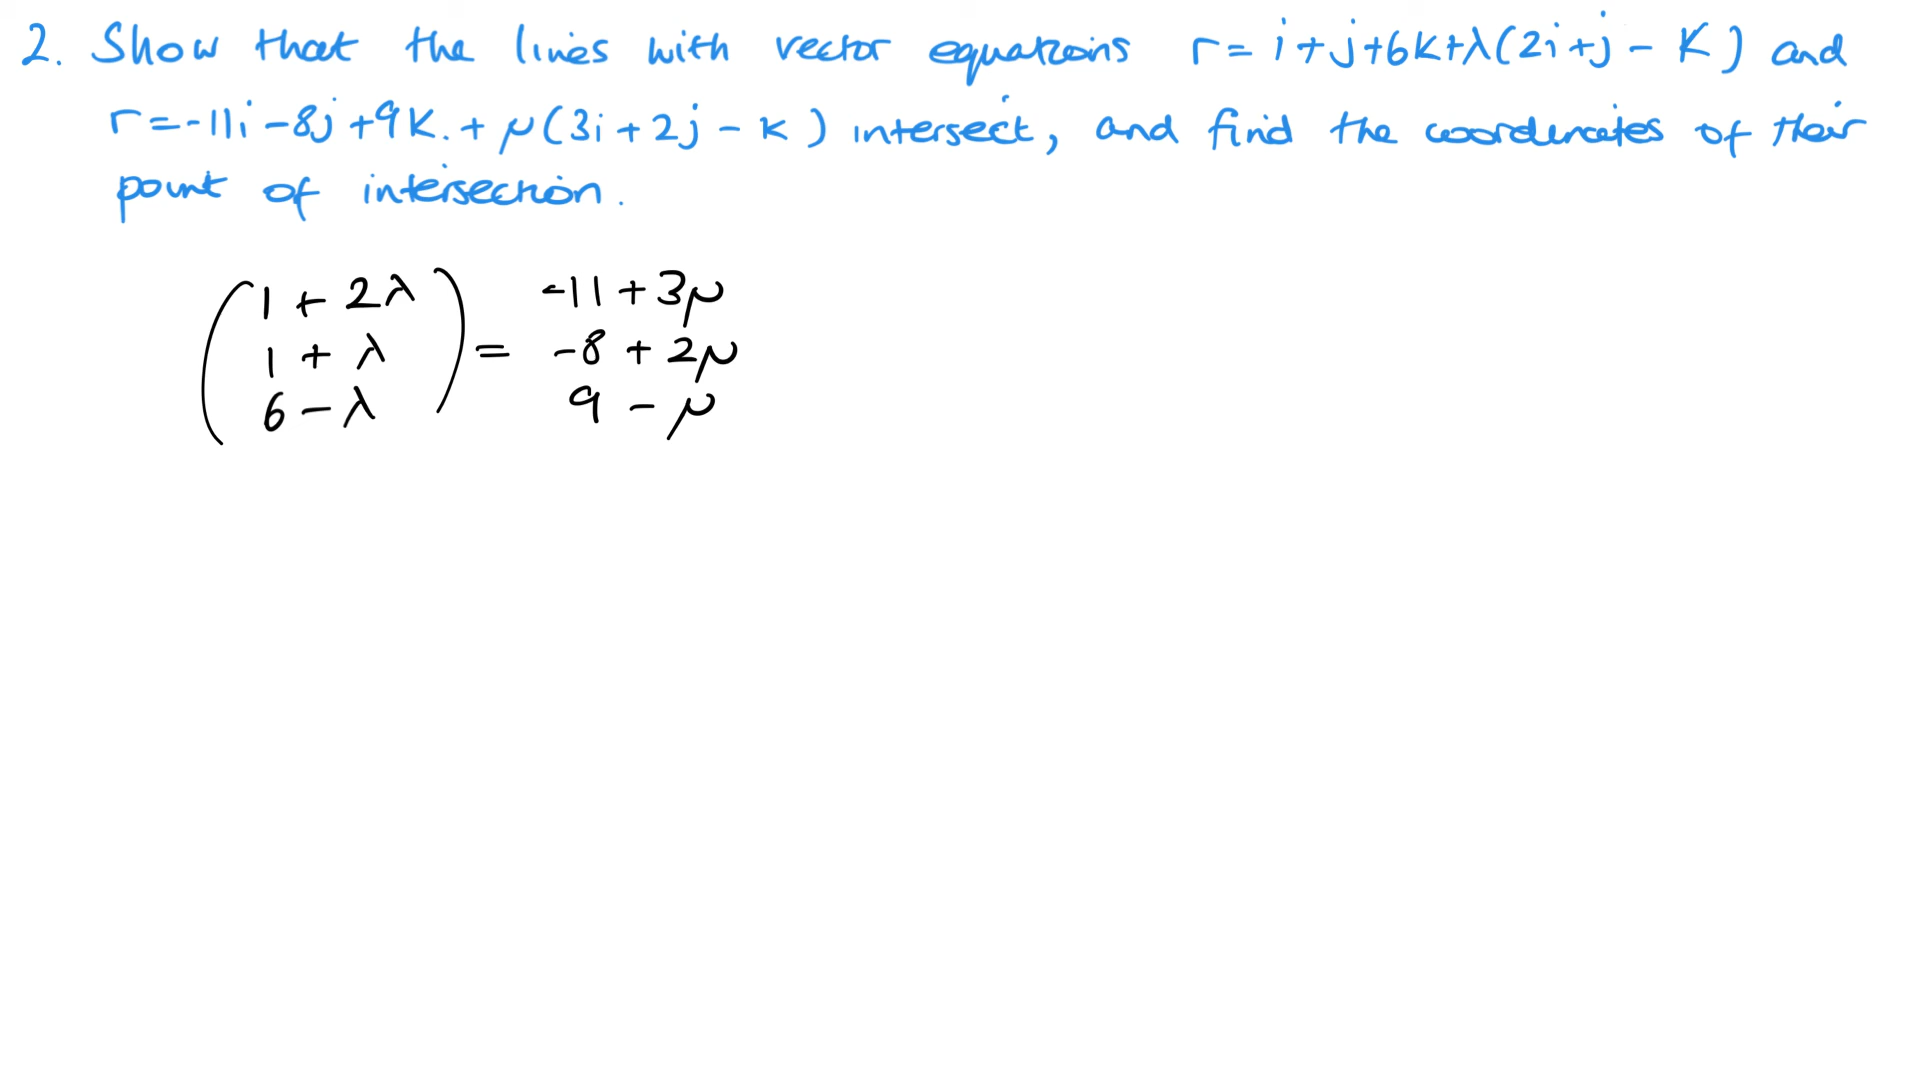 2. Show that the lines with vector equations r = i + j + 6k + λ(2i + j - k) and
r = -11i - 8j + 9k. + μ(3i + 2j - k) intersect, and find the coordinates of their
point of intersection.
( 1 + 2λ ) = -11 + 3μ
1 + λ -8 + 2μ
6 - λ 9 - μ